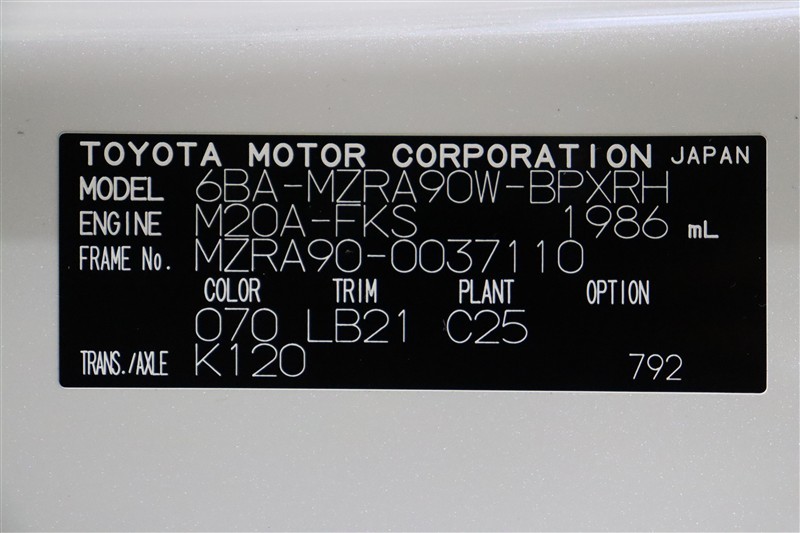 TOYOTA MOTOR CORPORATION JAPAN
MODEL 6BA-MZRA90W-BPXRH
ENGINE M20A-FKS 1986 mL
FRAME No. MZRA90-0037110
COLOR TRIM PLANT OPTION
070 LB21 C25
TRANS./AXLE K120 792